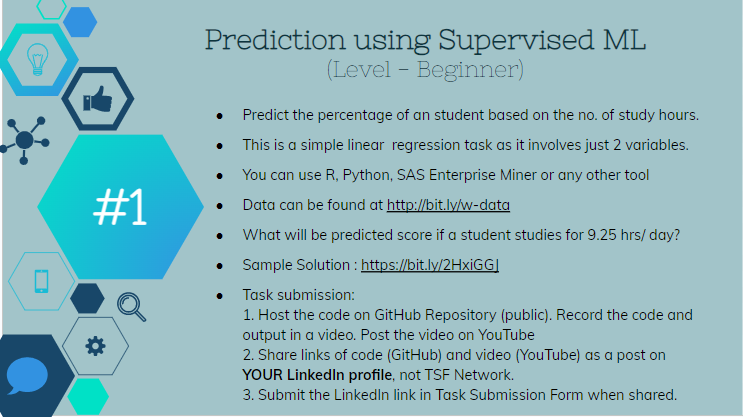 Prediction using Supervised ML
(Level - Beginner)
#1
● Predict the percentage of an student based on the no. of study hours.
● This is a simple linear regression task as it involves just 2 variables.
● You can use R, Python, SAS Enterprise Miner or any other tool
● Data can be found at http://bit.ly/w-data
● What will be predicted score if a student studies for 9.25 hrs/ day?
● Sample Solution : https://bit.ly/2HxiGGJ
● Task submission:
1. Host the code on GitHub Repository (public). Record the code and
output in a video. Post the video on YouTube
2. Share links of code (GitHub) and video (YouTube) as a post on
YOUR LinkedIn profile, not TSF Network.
3. Submit the LinkedIn link in Task Submission Form when shared.